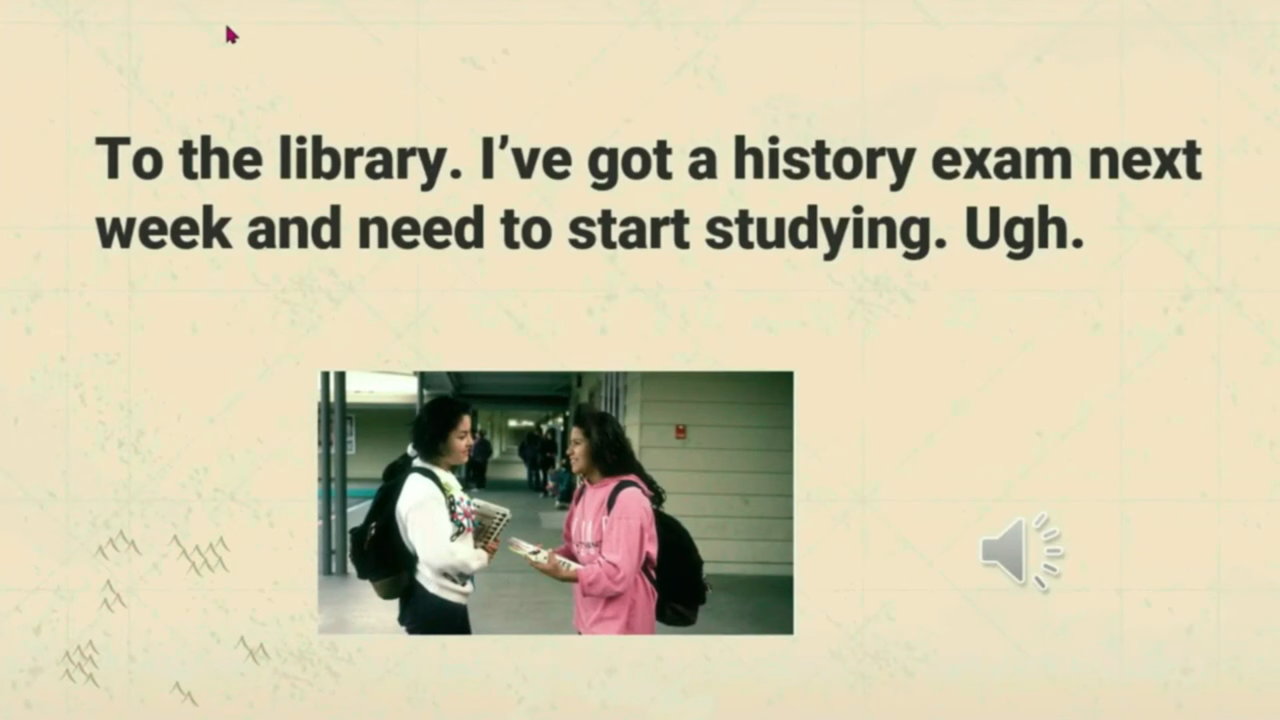 To the library. I’ve got a history exam next
week and need to start studying. Ugh.